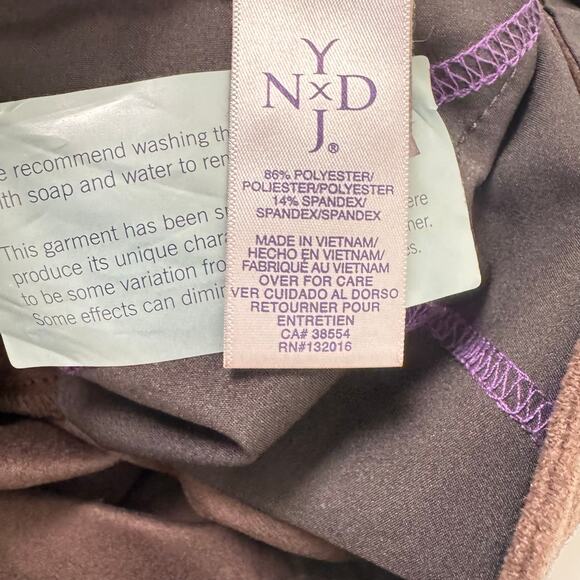 Y
N x D
J®
86% POLYESTER/
POLIESTER/POLYESTER
14% SPANDEX/
SPANDEX/SPANDEX
MADE IN VIETNAM/
HECHO EN VIETNAM/
FABRIQUÉ AU VIETNAM
OVER FOR CARE
VER CUIDADO AL DORSO
RETOURNER POUR
ENTRETIEN
CA# 38554
RN#132016
e recommend washing th
ith soap and water to re
This garment has been s
produce its unique chara
to be some variation fro
Some effects can dimi